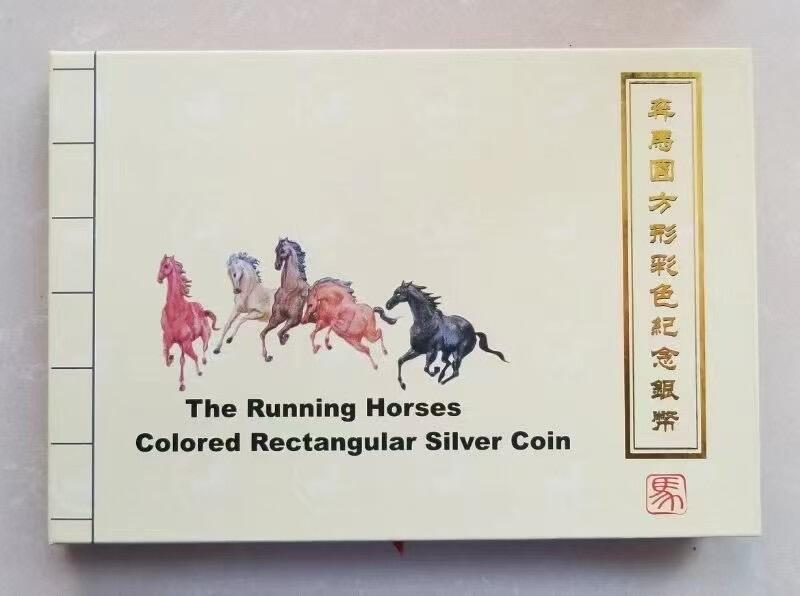 The Running Horses
Colored Rectangular Silver Coin
奔馬圖方形彩色紀念銀幣
馬